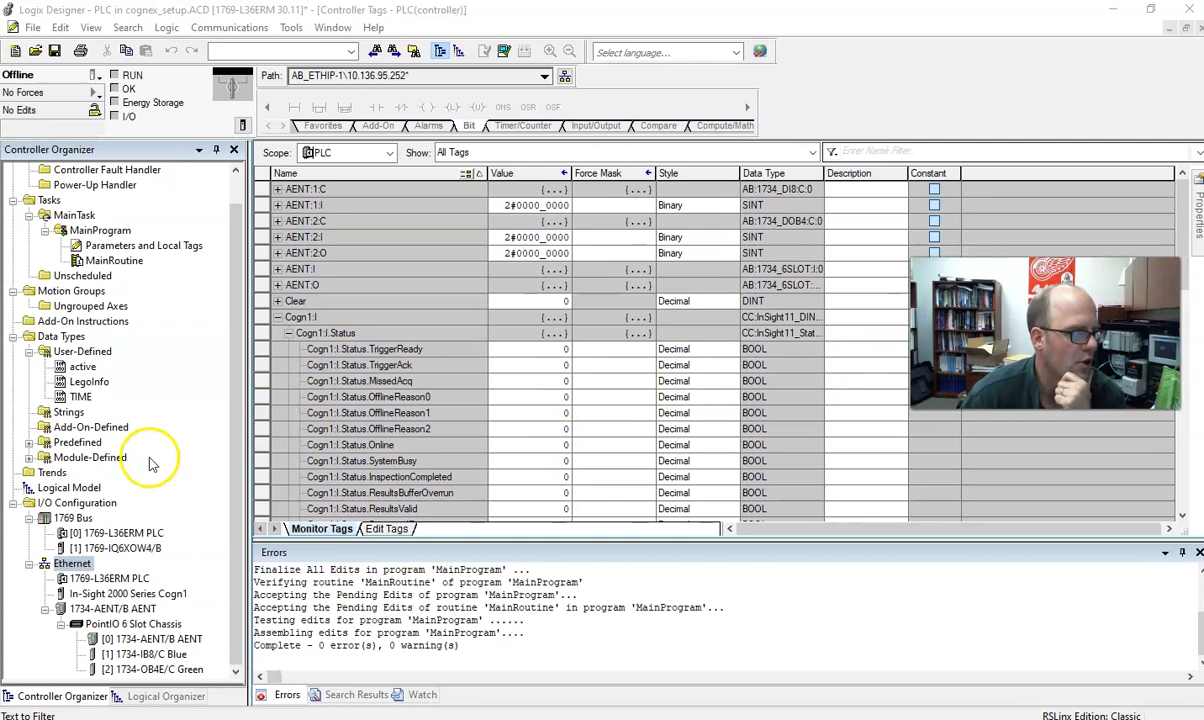 Logix Designer - PLC in cognex_setup.ACD [1769-L36ERM 30.11]* - [Controller Tags - PLC(controller)]
File Edit View Search Logic Communications Tools Window Help
Select language...
Offline RUN Path: AB_ETHIP-1\10.136.95.252*
No Forces OK
No Edits Energy Storage
I/O
ONS OSR OSF
Favorites Add-On Alarms Bit Timer/Counter Input/Output Compare Compute/Math
Controller Organizer
Controller Fault Handler
Power-Up Handler
Tasks
MainTask
MainProgram
Parameters and Local Tags
MainRoutine
Unscheduled
Motion Groups
Ungrouped Axes
Add-On Instructions
Data Types
User-Defined
active
LegoInfo
TIME
Strings
Add-On-Defined
Predefined
Module-Defined
Trends
Logical Model
I/O Configuration
1769 Bus
[0] 1769-L36ERM PLC
[1] 1769-IQ6XOW4/B
Ethernet
1769-L36ERM PLC
In-Sight 2000 Series Cogn1
1734-AENT/B AENT
PointIO 6 Slot Chassis
[0] 1734-AENT/B AENT
[1] 1734-IB8/C Blue
[2] 1734-OB4E/C Green
Controller Organizer Logical Organizer
Scope: PLC Show: All Tags Enter Name Filter...
Name Value Force Mask Style Data Type Description Constant
AENT:1:C {...} {...} AB:1734_DI8:C:0
AENT:1:I 2#0000_0000 Binary SINT
AENT:2:C {...} {...} AB:1734_DOB4:C:0
AENT:2:I 2#0000_0000 Binary SINT
AENT:2:O 2#0000_0000 Binary SINT
AENT:I {...} {...} AB:1734_6SLOT:I:0
AENT:O {...} {...} AB:1734_6SLOT:...
Clear 0 Decimal DINT
Cogn1:I {...} {...} CC:InSight11_DIN...
Cogn1:I.Status {...} {...} CC:InSight11_Stat...
Cogn1:I.Status.TriggerReady 0 Decimal BOOL
Cogn1:I.Status.TriggerAck 0 Decimal BOOL
Cogn1:I.Status.MissedAcq 0 Decimal BOOL
Cogn1:I.Status.OfflineReason0 0 Decimal BOOL
Cogn1:I.Status.OfflineReason1 0 Decimal BOOL
Cogn1:I.Status.OfflineReason2 0 Decimal BOOL
Cogn1:I.Status.Online 0 Decimal BOOL
Cogn1:I.Status.SystemBusy 0 Decimal BOOL
Cogn1:I.Status.InspectionCompleted 0 Decimal BOOL
Cogn1:I.Status.ResultsBufferOverrun 0 Decimal BOOL
Cogn1:I.Status.ResultsValid 0 Decimal BOOL
Monitor Tags Edit Tags
Properties
Errors
Finalize All Edits in program 'MainProgram' ...
Verifying routine 'MainRoutine' of program 'MainProgram'
Accepting the Pending Edits of program 'MainProgram'...
Accepting the Pending Edits of routine 'MainRoutine' in program 'MainProgram'...
Testing edits for program 'MainProgram' ......
Assembling edits for program 'MainProgram'....
Complete - 0 error(s), 0 warning(s)
Errors Search Results Watch
Text to Filter RSLinx Edition: Classic